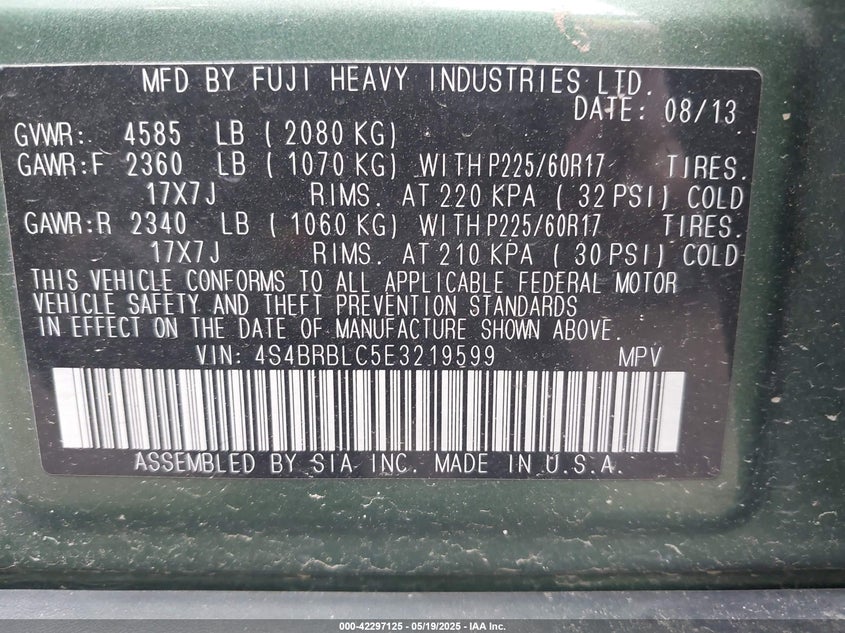 MFD BY FUJI HEAVY INDUSTRIES LTD.
DATE: 08/13
GVWR: 4585 LB ( 2080 KG)
GAWR:F 2360 LB ( 1070 KG) WITHP225/60R17 TIRES.
17X7J RIMS. AT 220 KPA ( 32 PSI) COLD
GAWR:R 2340 LB ( 1060 KG) WITHP225/60R17 TIRES.
17X7J RIMS. AT 210 KPA ( 30 PSI) COLD
THIS VEHICLE CONFORMS TO ALL APPLICABLE FEDERAL MOTOR
VEHICLE SAFETY AND THEFT PREVENTION STANDARDS
IN EFFECT ON THE DATE OF MANUFACTURE SHOWN ABOVE.
VIN: 4S4BRBLC5E3219599 MPV
ASSEMBLED BY SIA INC. MADE IN U.S.A.
000-42297125 - 05/19/2025 - IAA Inc.